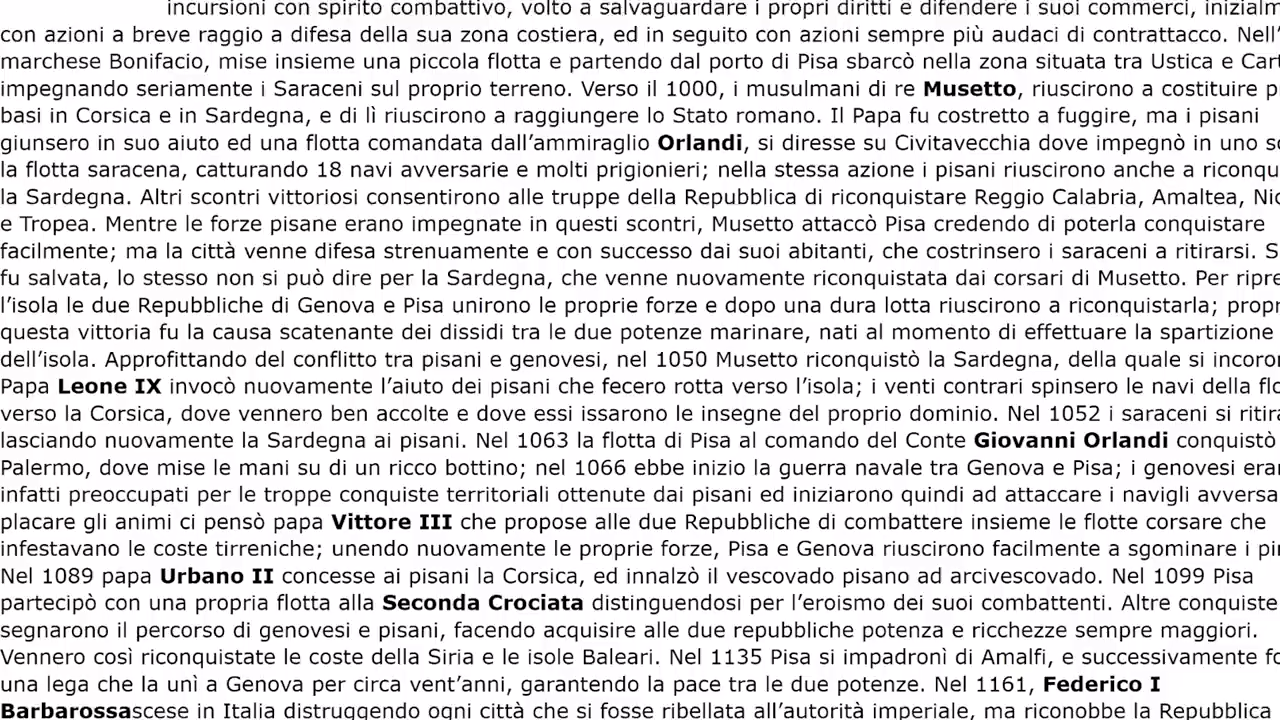 incursioni con spirito combattivo, volto a salvaguardare i propri diritti e difendere i suoi commerci,
con azioni a breve raggio a difesa della sua zona costiera, ed in seguito con azioni sempre più audaci di contrattacco.
marchese Bonifacio, mise insieme una piccola flotta e partendo dal porto di Pisa sbarcò nella zona situata tra Ustica e
impegnando seriamente i Saraceni sul proprio terreno. Verso il 1000, i musulmani di re Musetto, riuscirono a costituire
basi in Corsica e in Sardegna, e di lì riuscirono a raggiungere lo Stato romano. Il Papa fu costretto a fuggire, ma i pisani
giunsero in suo aiuto ed una flotta comandata dall’ammiraglio Orlandi, si diresse su Civitavecchia dove impegnò in uno
la flotta saracena, catturando 18 navi avversarie e molti prigionieri; nella stessa azione i pisani riuscirono anche a
la Sardegna. Altri scontri vittoriosi consentirono alle truppe della Repubblica di riconquistare Reggio Calabria, Amaltea,
e Tropea. Mentre le forze pisane erano impegnate in questi scontri, Musetto attaccò Pisa credendo di poterla conquistare
facilmente; ma la città venne difesa strenuamente e con successo dai suoi abitanti, che costrinsero i saraceni a ritirarsi.
fu salvata, lo stesso non si può dire per la Sardegna, che venne nuovamente riconquistata dai corsari di Musetto. Per
l’isola le due Repubbliche di Genova e Pisa unirono le proprie forze e dopo una dura lotta riuscirono a riconquistarla;
questa vittoria fu la causa scatenante dei dissidi tra le due potenze marinare, nati al momento di effettuare la spartizione
dell’isola. Approfittando del conflitto tra pisani e genovesi, nel 1050 Musetto riconquistò la Sardegna, della quale si
Papa Leone IX invocò nuovamente l’aiuto dei pisani che fecero rotta verso l’isola; i venti contrari spinsero le navi della
verso la Corsica, dove vennero ben accolte e dove essi issarono le insegne del proprio dominio. Nel 1052 i saraceni si
lasciando nuovamente la Sardegna ai pisani. Nel 1063 la flotta di Pisa al comando del Conte Giovanni Orlandi conquistò
Palermo, dove mise le mani su di un ricco bottino; nel 1066 ebbe inizio la guerra navale tra Genova e Pisa; i genovesi
infatti preoccupati per le troppe conquiste territoriali ottenute dai pisani ed iniziarono quindi ad attaccare i navigli
placare gli animi ci pensò papa Vittore III che propose alle due Repubbliche di combattere insieme le flotte corsare che
infestavano le coste tirreniche; unendo nuovamente le proprie forze, Pisa e Genova riuscirono facilmente a sgominare i
Nel 1089 papa Urbano II concesse ai pisani la Corsica, ed innalzò il vescovado pisano ad arcivescovado. Nel 1099 Pisa
partecipò con una propria flotta alla Seconda Crociata distinguendosi per l’eroismo dei suoi combattenti. Altre conquiste
segnarono il percorso di genovesi e pisani, facendo acquisire alle due repubbliche potenza e ricchezze sempre maggiori.
Vennero così riconquistate le coste della Siria e le isole Baleari. Nel 1135 Pisa si impadronì di Amalfi, e successivamente
una lega che la unì a Genova per circa vent’anni, garantendo la pace tra le due potenze. Nel 1161, Federico I
Barbarossascese in Italia distruggendo ogni città che si fosse ribellata all’autorità imperiale, ma riconobbe la Repubblica